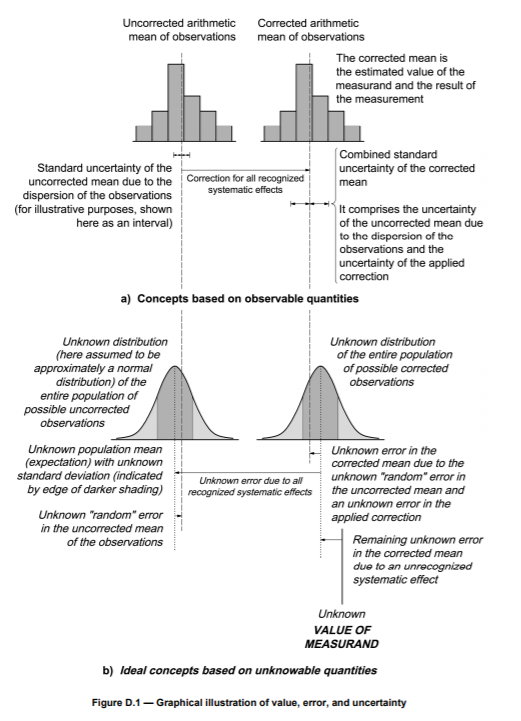 Uncorrected arithmetic
mean of observations
Corrected arithmetic
mean of observations
The corrected mean is
the estimated value of the
measurand and the result of
the measurement
Standard uncertainty of the
uncorrected mean due to the
dispersion of the observations
(for illustrative purposes, shown
here as an interval)
Correction for all recognized
systematic effects
Combined standard
uncertainty of the corrected
mean
It comprises the uncertainty
of the uncorrected mean due
to the dispersion of the
observations and the
uncertainty of the applied
correction
a) Concepts based on observable quantities
Unknown distribution
(here assumed to be
approximately a normal
distribution) of the
entire population of
possible uncorrected
observations
Unknown distribution
of the entire population
of possible corrected
observations
Unknown population mean
(expectation) with unknown
standard deviation (indicated
by edge of darker shading)
Unknown error due to all
recognized systematic effects
Unknown error in the
corrected mean due to the
unknown "random" error in
the uncorrected mean and
an unknown error in the
applied correction
Unknown "random" error
in the uncorrected mean
of the observations
Remaining unknown error
in the corrected mean
due to an unrecognized
systematic effect
Unknown
VALUE OF
MEASURAND
b) Ideal concepts based on unknowable quantities
Figure D.1 — Graphical illustration of value, error, and uncertainty